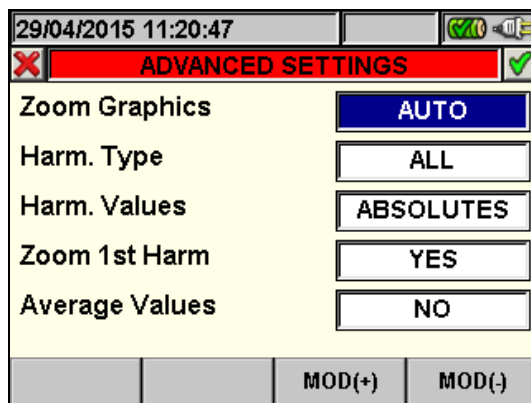 29/04/2015 11:20:47
ADVANCED SETTINGS
Zoom Graphics AUTO
Harm. Type ALL
Harm. Values ABSOLUTES
Zoom 1st Harm YES
Average Values NO
MOD(+) MOD(-)